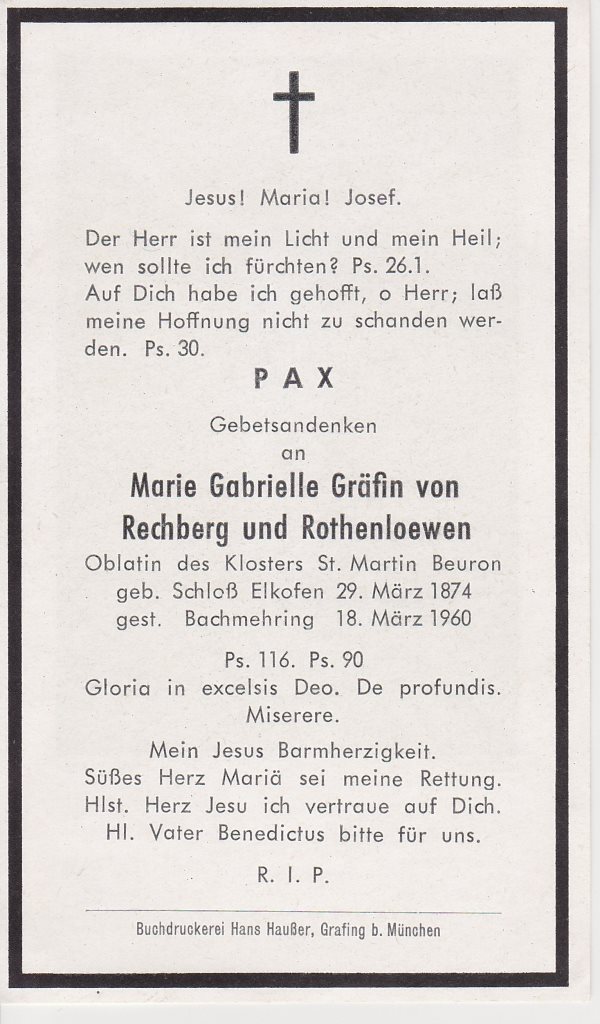 Jesus! Maria! Josef.
Der Herr ist mein Licht und mein Heil;
wen sollte ich fürchten? Ps. 26.1.
Auf Dich habe ich gehofft, o Herr; laß
meine Hoffnung nicht zu schanden wer-
den. Ps. 30.
PAX
Gebetsandenken
an
Marie Gabrielle Gräfin von
Rechberg und Rothenloewen
Oblatin des Klosters St. Martin Beuron
geb. Schloß Elkofen 29. März 1874
gest. Bachmehring 18. März 1960
Ps. 116. Ps. 90
Gloria in excelsis Deo. De profundis.
Miserere.
Mein Jesus Barmherzigkeit.
Süßes Herz Mariä sei meine Rettung.
Hlst. Herz Jesu ich vertraue auf Dich.
Hl. Vater Benedictus bitte für uns.
R. I. P.
Buchdruckerei Hans Haußer, Grafing b. München